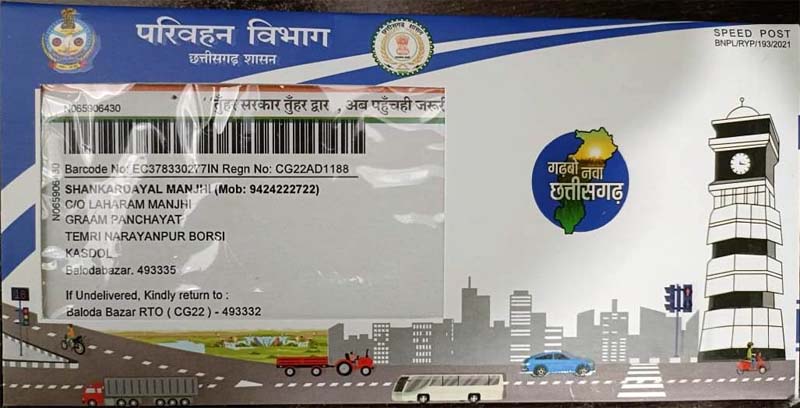 परिवहन विभाग
छत्तीसगढ़ शासन
SPEED POST
BNPL/RYP/193/2021
N065906430
तुँहर सरकार तुँहर द्वार , अब पहुँचही जरूरी
N065906430
Barcode No: EC378330277IN Regn No: CG22AD1188
SHANKARDAYAL MANJHI (Mob: 9424222722)
C/O LAHARAM MANJHI
GRAAM PANCHAYAT
TEMRI NARAYANPUR BORSI
KASDOL
Balodabazar. 493335
If Undelivered, Kindly return to :
Baloda Bazar RTO ( CG22 ) - 493332
गढ़बो नवा
छत्तीसगढ़